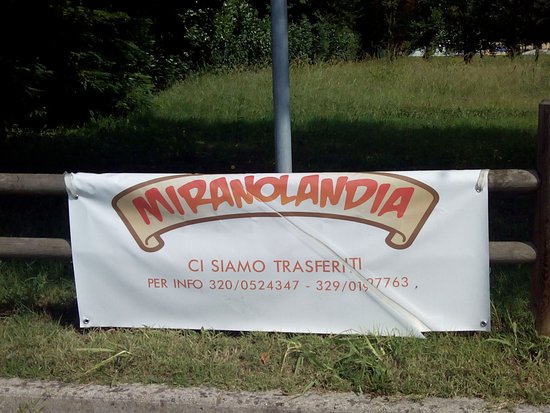 MIRANOLANDIA
CI SIAMO TRASFERITI
PER INFO 320/0524347 -